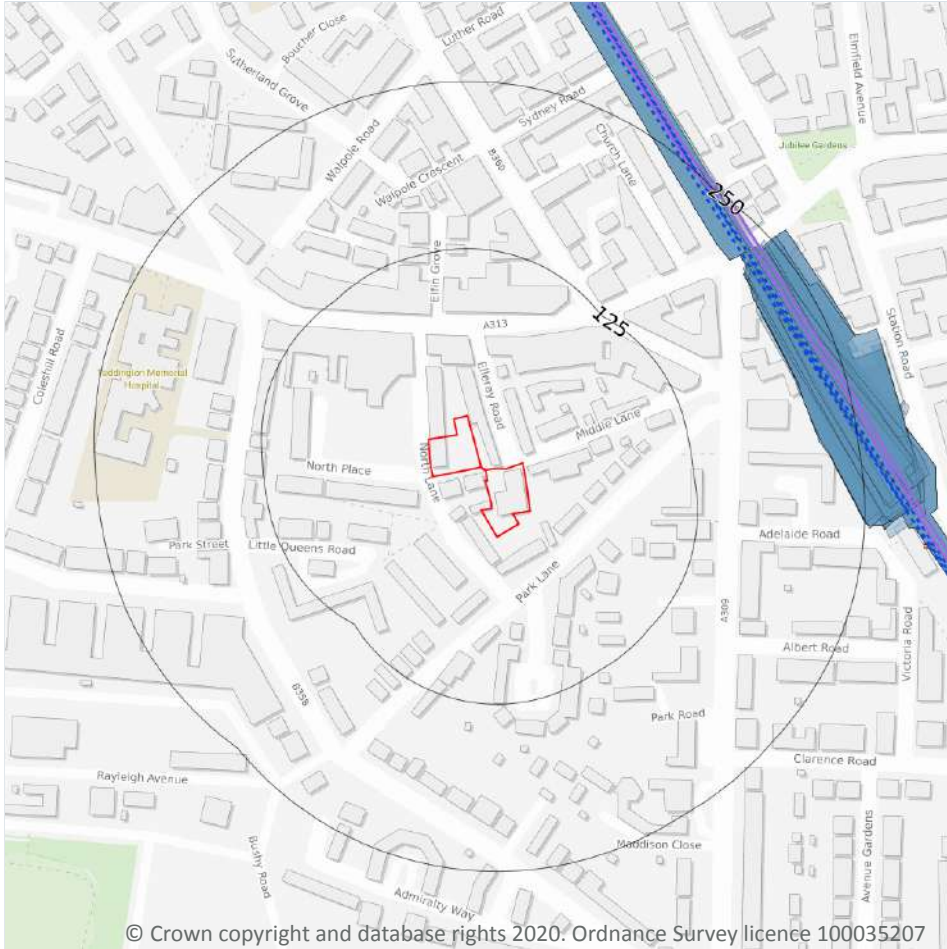 Boucher Close
Luther Road
Sutherland Grove
Elmfield Avenue
Sydney Road
Walpole Road
B360
Church Lane
Jubilee Gardens
Walpole Crescent
250
Elfin Grove
125
A313
Station Road
Coleshill Road
Teddington Memorial
Hospital
Elleray Road
Middle Lane
North Place
North Lane
Park Street
Little Queens Road
Adelaide Road
Park Lane
A309
Albert Road
Victoria Road
B358
Park Road
Clarence Road
Rayleigh Avenue
Bushy Road
Maddison Close
Avenue Gardens
Admiralty Way
© Crown copyright and database rights 2020. Ordnance Survey licence 100035207